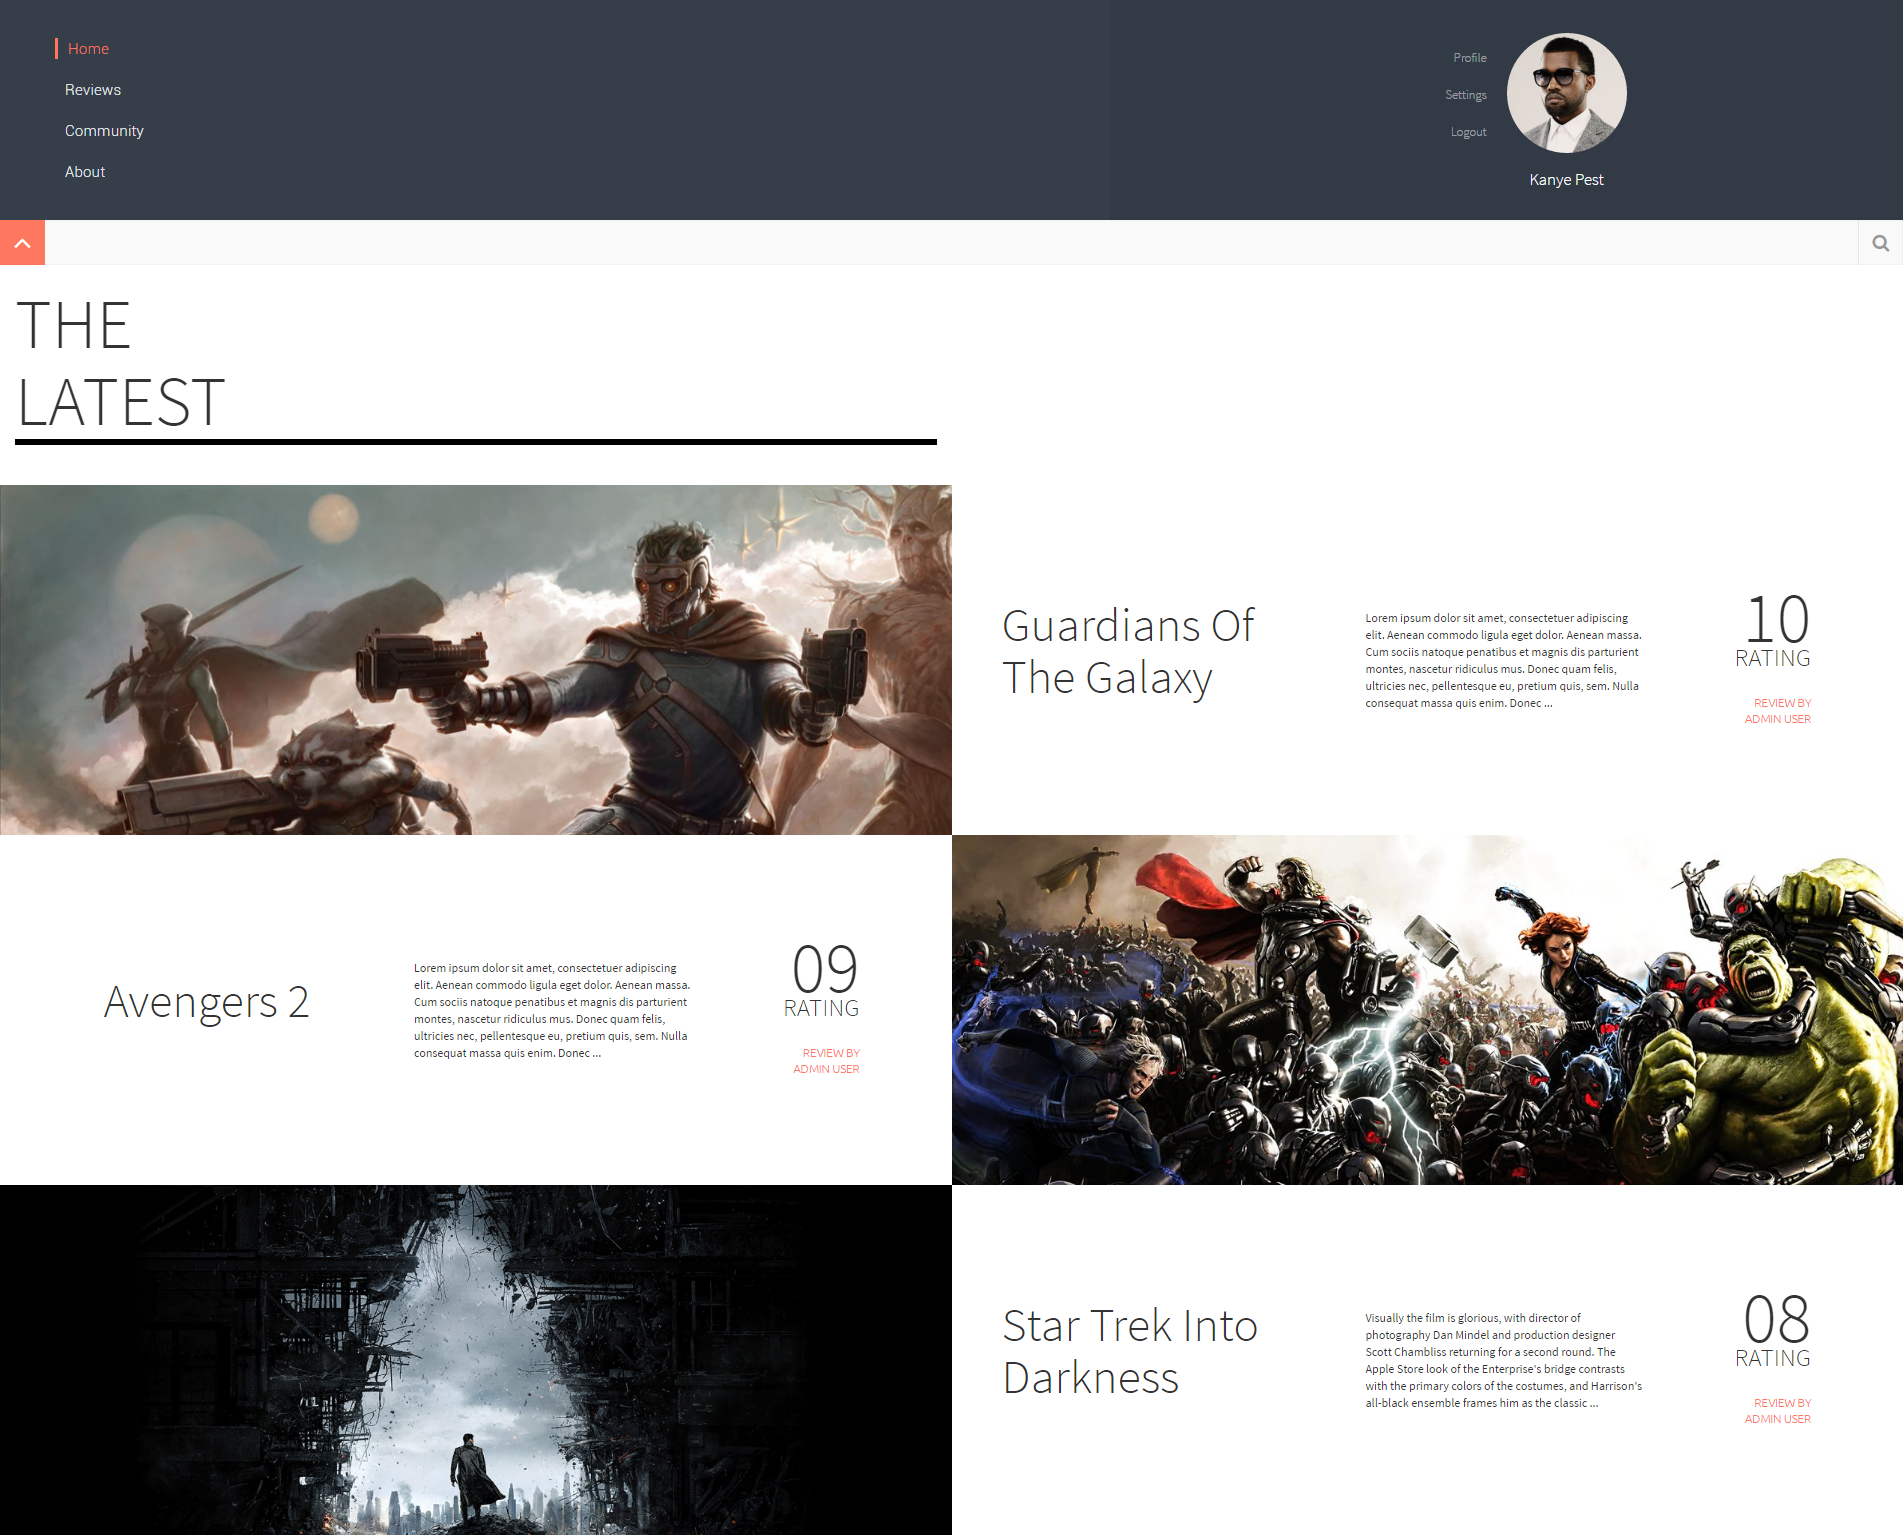 Home
Reviews
Community
About
Profile
Settings
Logout
Kanye Pest
THE
LATEST
Guardians Of
The Galaxy
Lorem ipsum dolor sit amet, consectetuer adipiscing
elit. Aenean commodo ligula eget dolor. Aenean massa.
Cum sociis natoque penatibus et magnis dis parturient
montes, nascetur ridiculus mus. Donec quam felis,
ultricies nec, pellentesque eu, pretium quis, sem. Nulla
consequat massa quis enim. Donec ...
10
RATING
REVIEW BY
ADMIN USER
Avengers 2
Lorem ipsum dolor sit amet, consectetuer adipiscing
elit. Aenean commodo ligula eget dolor. Aenean massa.
Cum sociis natoque penatibus et magnis dis parturient
montes, nascetur ridiculus mus. Donec quam felis,
ultricies nec, pellentesque eu, pretium quis, sem. Nulla
consequat massa quis enim. Donec ...
09
RATING
REVIEW BY
ADMIN USER
Star Trek Into
Darkness
Visually the film is glorious, with director of
photography Dan Mindel and production designer
Scott Chambliss returning for a second round. The
Apple Store look of the Enterprise's bridge contrasts
with the primary colors of the costumes, and Harrison's
all-black ensemble frames him as the classic ...
08
RATING
REVIEW BY
ADMIN USER